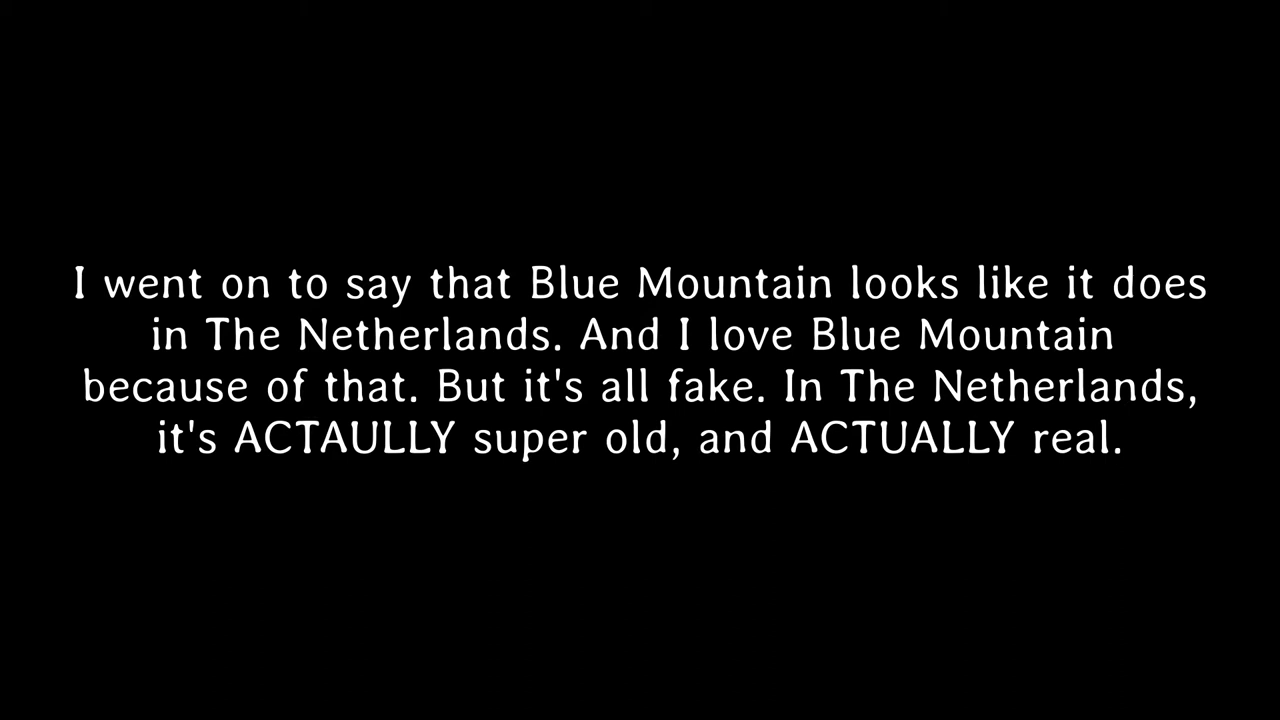 I went on to say that Blue Mountain looks like it does
in The Netherlands. And I love Blue Mountain
because of that. But it's all fake. In The Netherlands,
it's ACTAULLY super old, and ACTUALLY real.